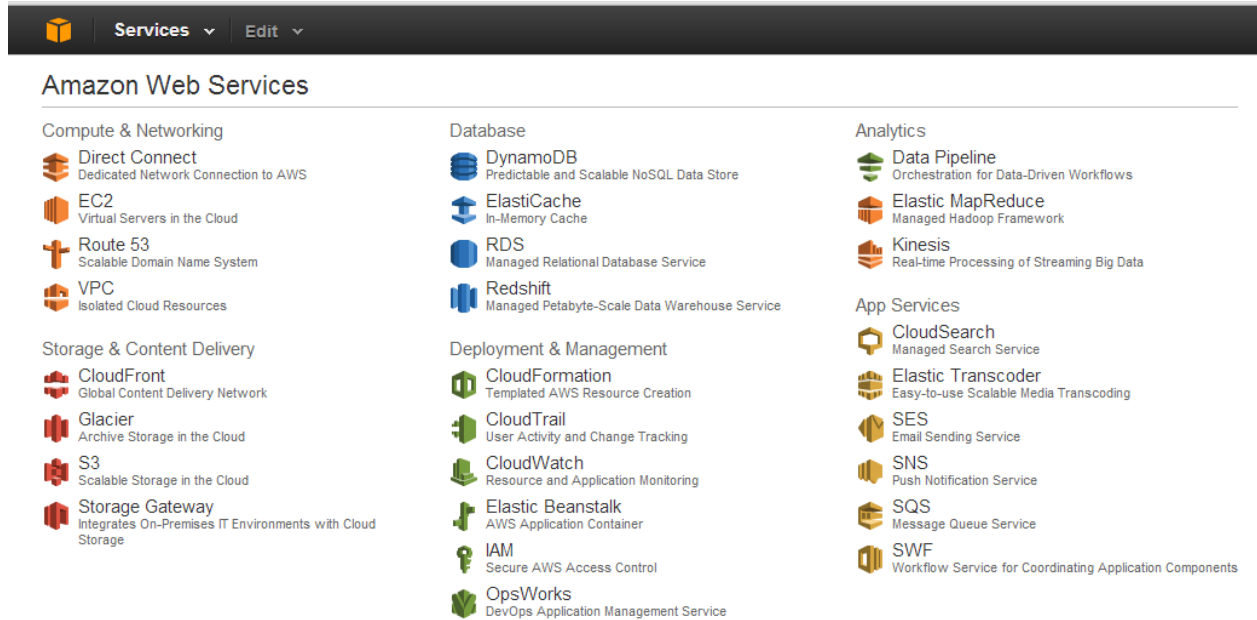 Services Edit
Amazon Web Services
Compute & Networking
Direct Connect
Dedicated Network Connection to AWS
EC2
Virtual Servers in the Cloud
Route 53
Scalable Domain Name System
VPC
Isolated Cloud Resources
Storage & Content Delivery
CloudFront
Global Content Delivery Network
Glacier
Archive Storage in the Cloud
S3
Scalable Storage in the Cloud
Storage Gateway
Integrates On-Premises IT Environments with Cloud
Storage
Database
DynamoDB
Predictable and Scalable NoSQL Data Store
ElastiCache
In-Memory Cache
RDS
Managed Relational Database Service
Redshift
Managed Petabyte-Scale Data Warehouse Service
Deployment & Management
CloudFormation
Templated AWS Resource Creation
CloudTrail
User Activity and Change Tracking
CloudWatch
Resource and Application Monitoring
Elastic Beanstalk
AWS Application Container
IAM
Secure AWS Access Control
OpsWorks
DevOps Application Management Service
Analytics
Data Pipeline
Orchestration for Data-Driven Workflows
Elastic MapReduce
Managed Hadoop Framework
Kinesis
Real-time Processing of Streaming Big Data
App Services
CloudSearch
Managed Search Service
Elastic Transcoder
Easy-to-use Scalable Media Transcoding
SES
Email Sending Service
SNS
Push Notification Service
SQS
Message Queue Service
SWF
Workflow Service for Coordinating Application Components